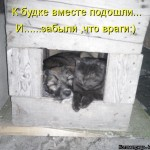 К будке вместе подошли...
И......забыли ,что враги:)